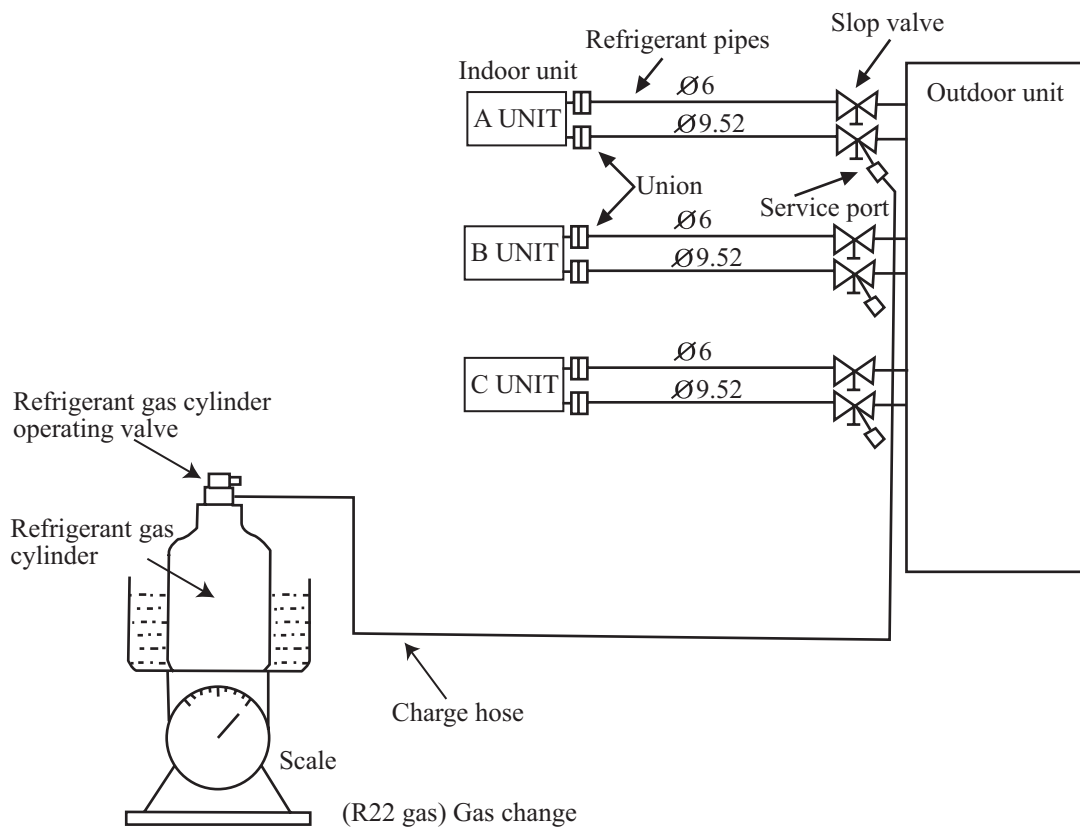 Slop valve
Refrigerant pipes
Indoor unit
Outdoor unit
A UNIT
Ø6
Ø9.52
Union
Service port
B UNIT
Ø6
Ø9.52
C UNIT
Ø6
Ø9.52
Refrigerant gas cylinder
operating valve
Refrigerant gas
cylinder
Charge hose
Scale
(R22 gas) Gas change